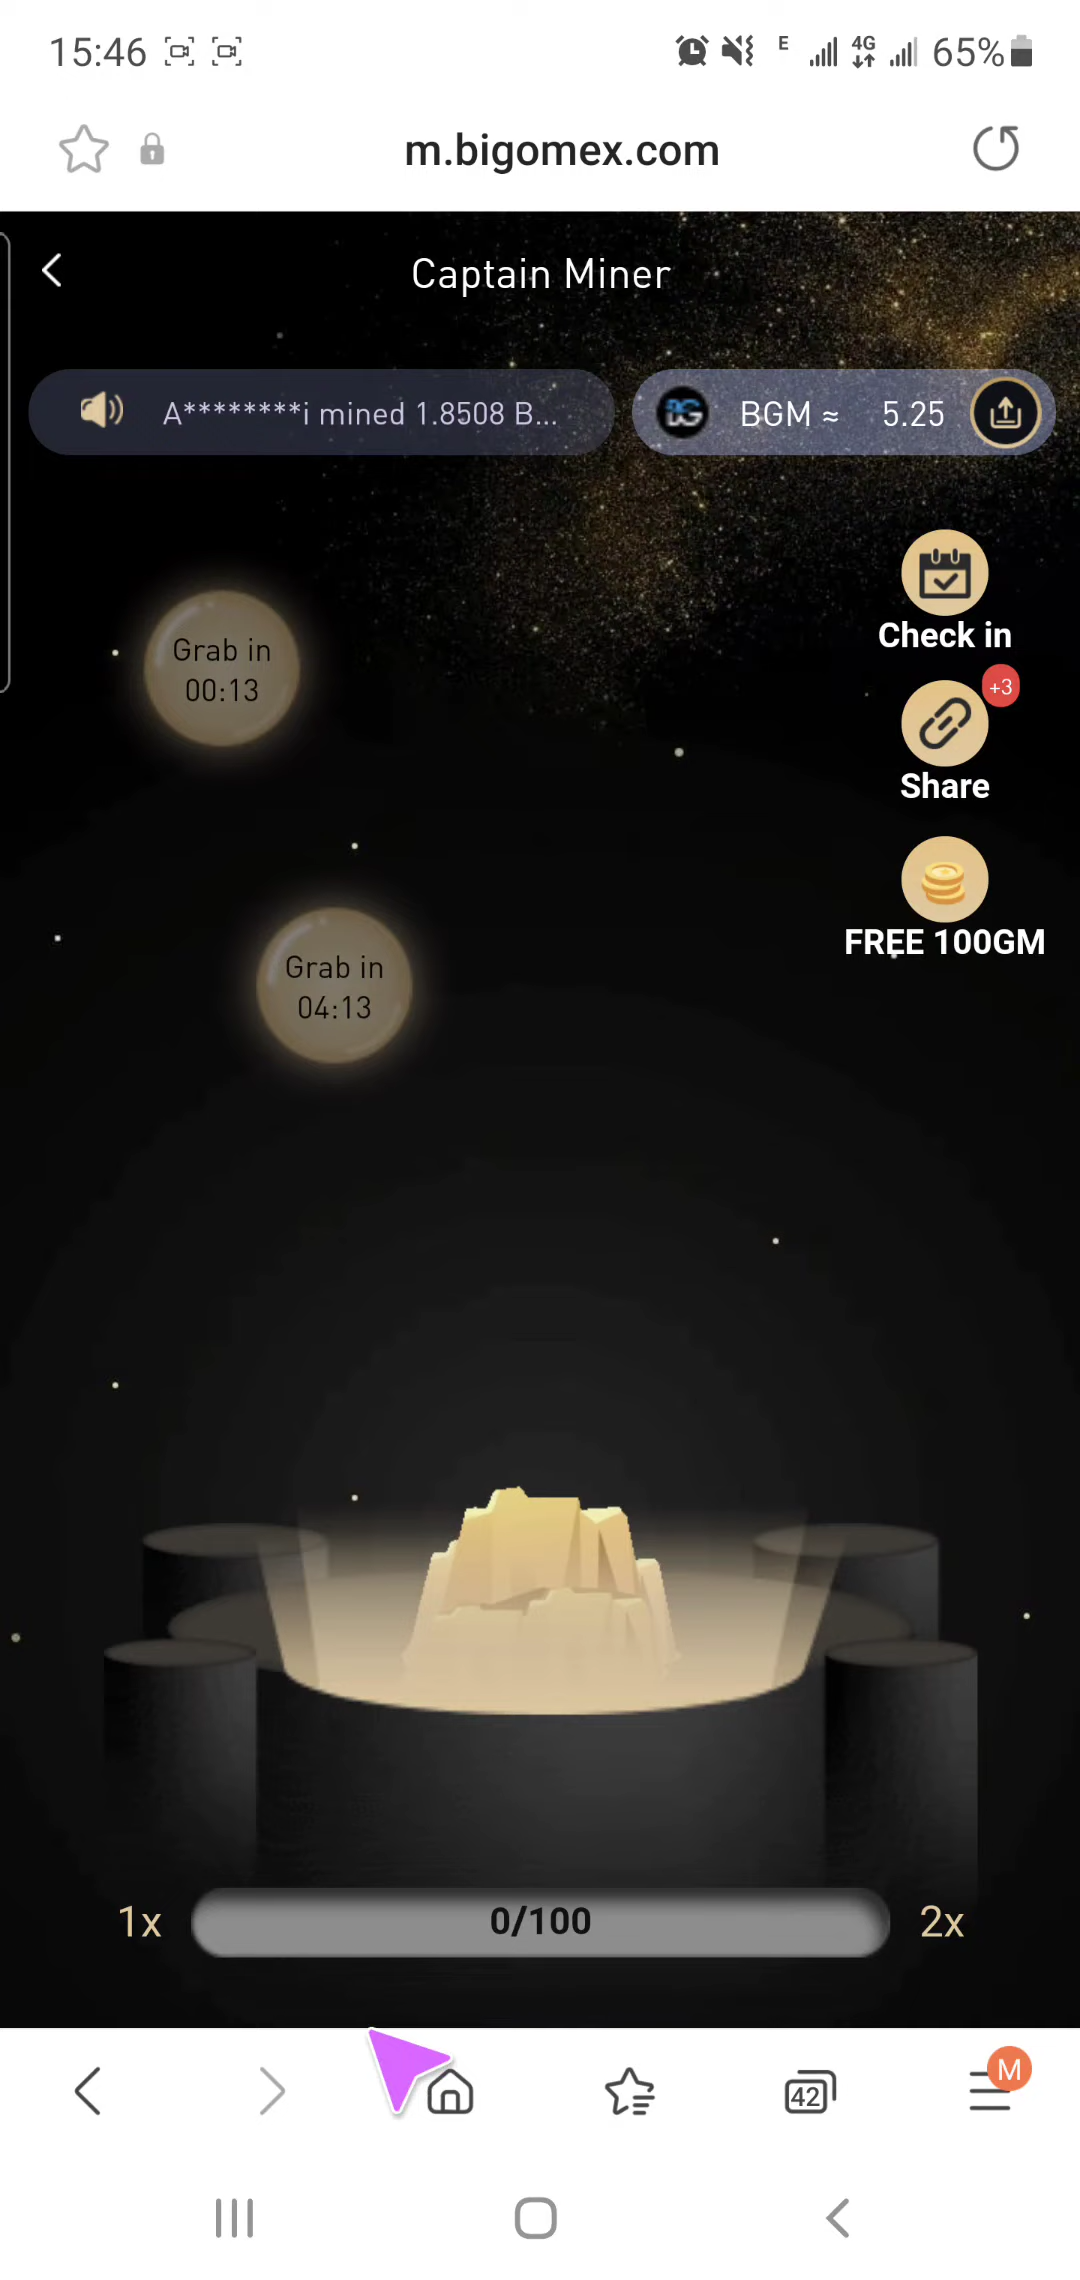 15:46 E 4G 65%
m.bigomex.com
Captain Miner
A********i mined 1.8508 B...
BGM ≈ 5.25
Check in
+3
Share
FREE 100GM
Grab in
00:13
Grab in
04:13
1x 0/100 2x
42
M